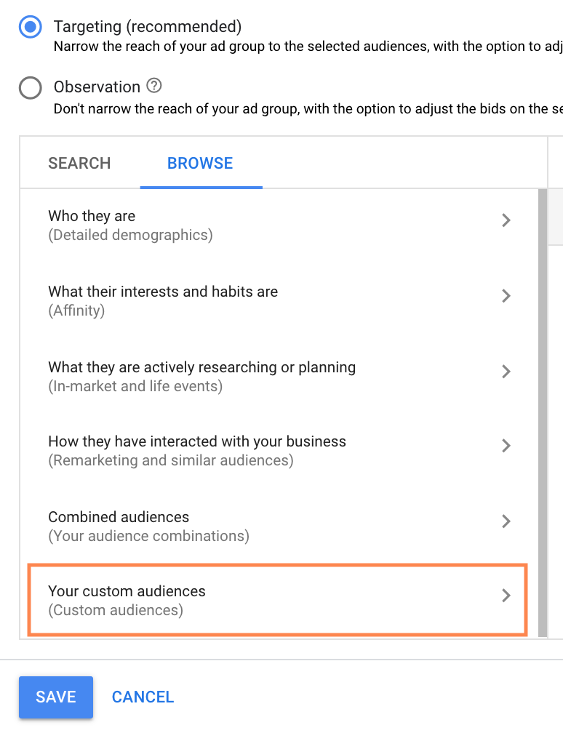 Targeting (recommended)
Narrow the reach of your ad group to the selected audiences, with the option to
Observation
Don't narrow the reach of your ad group, with the option to adjust the bids on the
SEARCH BROWSE
Who they are
(Detailed demographics)
What their interests and habits are
(Affinity)
What they are actively researching or planning
(In-market and life events)
How they have interacted with your business
(Remarketing and similar audiences)
Combined audiences
(Your audience combinations)
Your custom audiences
(Custom audiences)
SAVE CANCEL